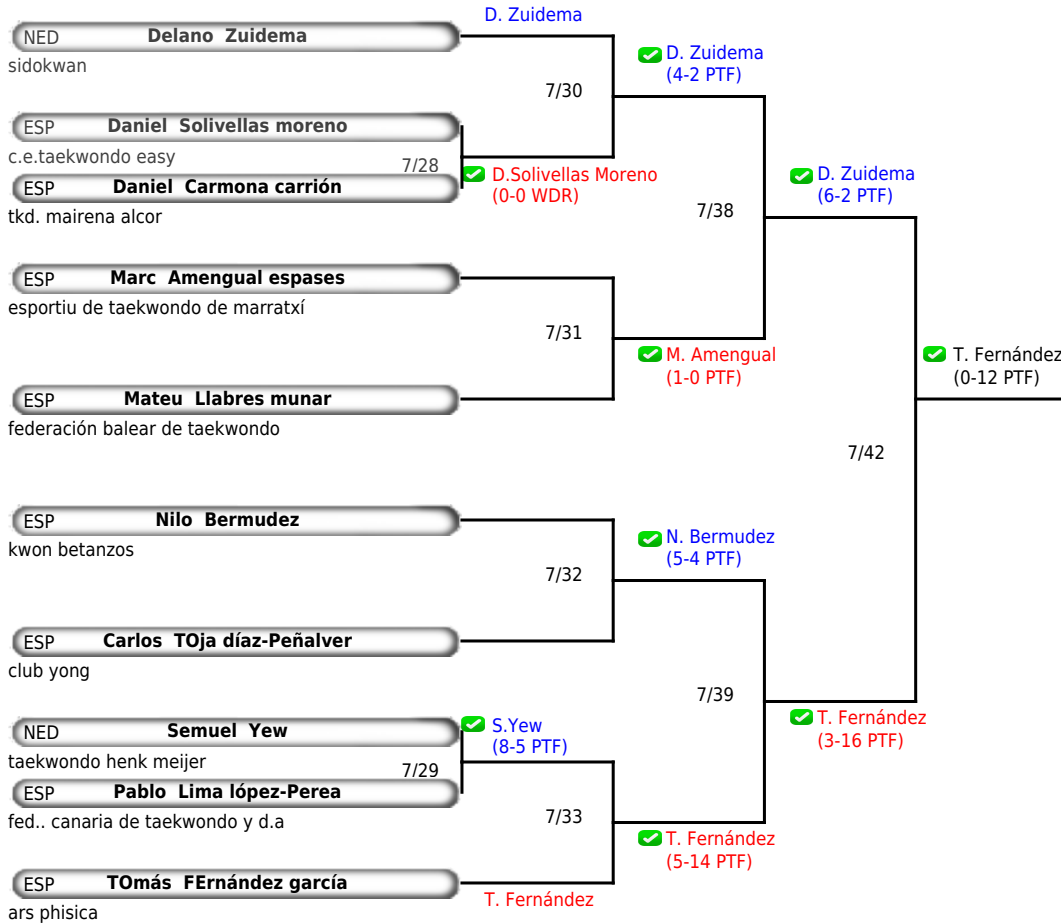 D. Zuidema
NED Delano Zuidema
sidokwan
D. Zuidema
(4-2 PTF)
7/30
ESP Daniel Solivellas moreno
c.e.taekwondo easy
7/28
D.Solivellas Moreno
(0-0 WDR)
ESP Daniel Carmona carrión
tkd. mairena alcor
D. Zuidema
(6-2 PTF)
7/38
ESP Marc Amengual espases
esportiu de taekwondo de marratxí
7/31
M. Amengual
(1-0 PTF)
T. Fernández
(0-12 PTF)
ESP Mateu Llabres munar
federación balear de taekwondo
7/42
ESP Nilo Bermudez
kwon betanzos
N. Bermudez
(5-4 PTF)
7/32
ESP Carlos TOja díaz-Peñalver
club yong
7/39
NED Semuel Yew
taekwondo henk meijer
S.Yew
(8-5 PTF)
T. Fernández
(3-16 PTF)
7/29
ESP Pablo Lima lópez-Perea
fed.. canaria de taekwondo y d.a
7/33
T. Fernández
(5-14 PTF)
ESP TOmás FErnández garcía
ars phisica
T. Fernández